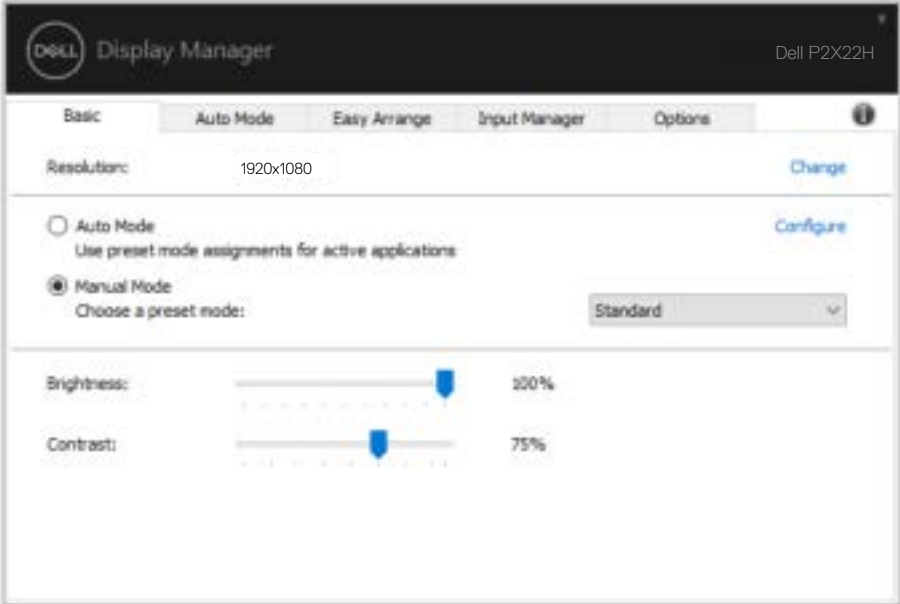 DELL Display Manager
Dell P2X22H
Basic Auto Mode Easy Arrange Input Manager Options
Resolution: 1920x1080 Change
Auto Mode Configure
Use preset mode assignments for active applications
Manual Mode
Choose a preset mode: Standard
Brightness: 100%
Contrast: 75%